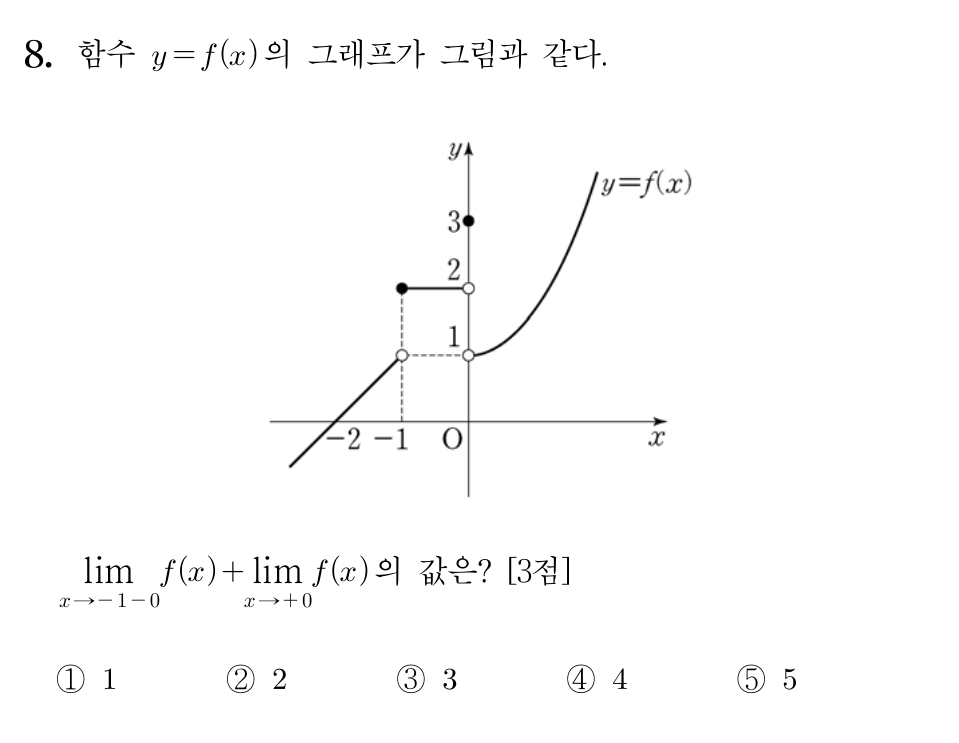 8. 함수 y=f(x)의 그래프가 그림과 같다.
y
y=f(x)
3
2
1
-2 -1 O x
lim f(x)+lim f(x)의 값은? [3점]
x→-1-0 x→+0
① 1 ② 2 ③ 3 ④ 4 ⑤ 5